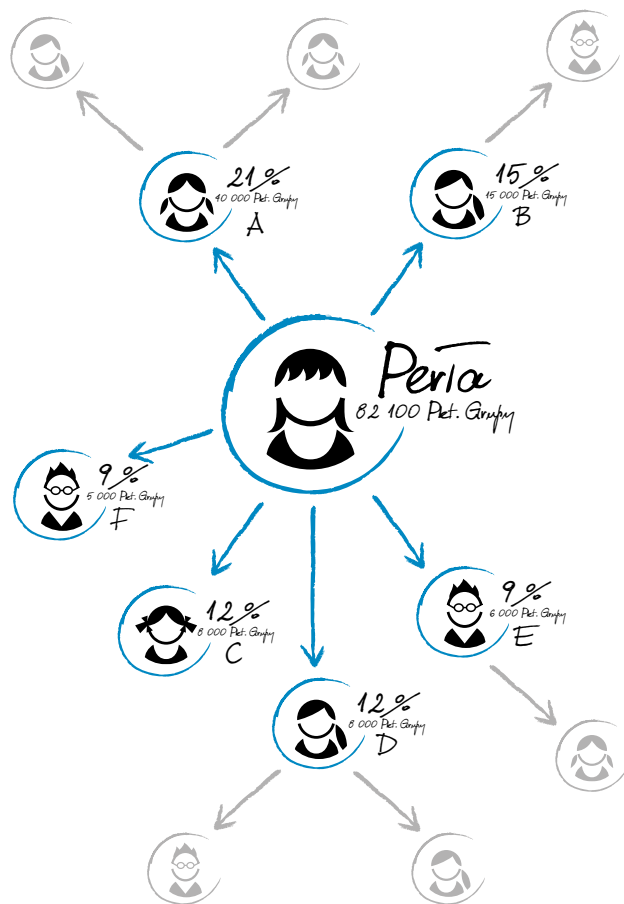 21%
40 000 Pkt. Grupy
A
15%
15 000 Pkt. Grupy
B
Perła
82 100 Pkt. Grupy
9%
5 000 Pkt. Grupy
F
12%
8 000 Pkt. Grupy
C
9%
6 000 Pkt. Grupy
E
12%
8 000 Pkt. Grupy
D